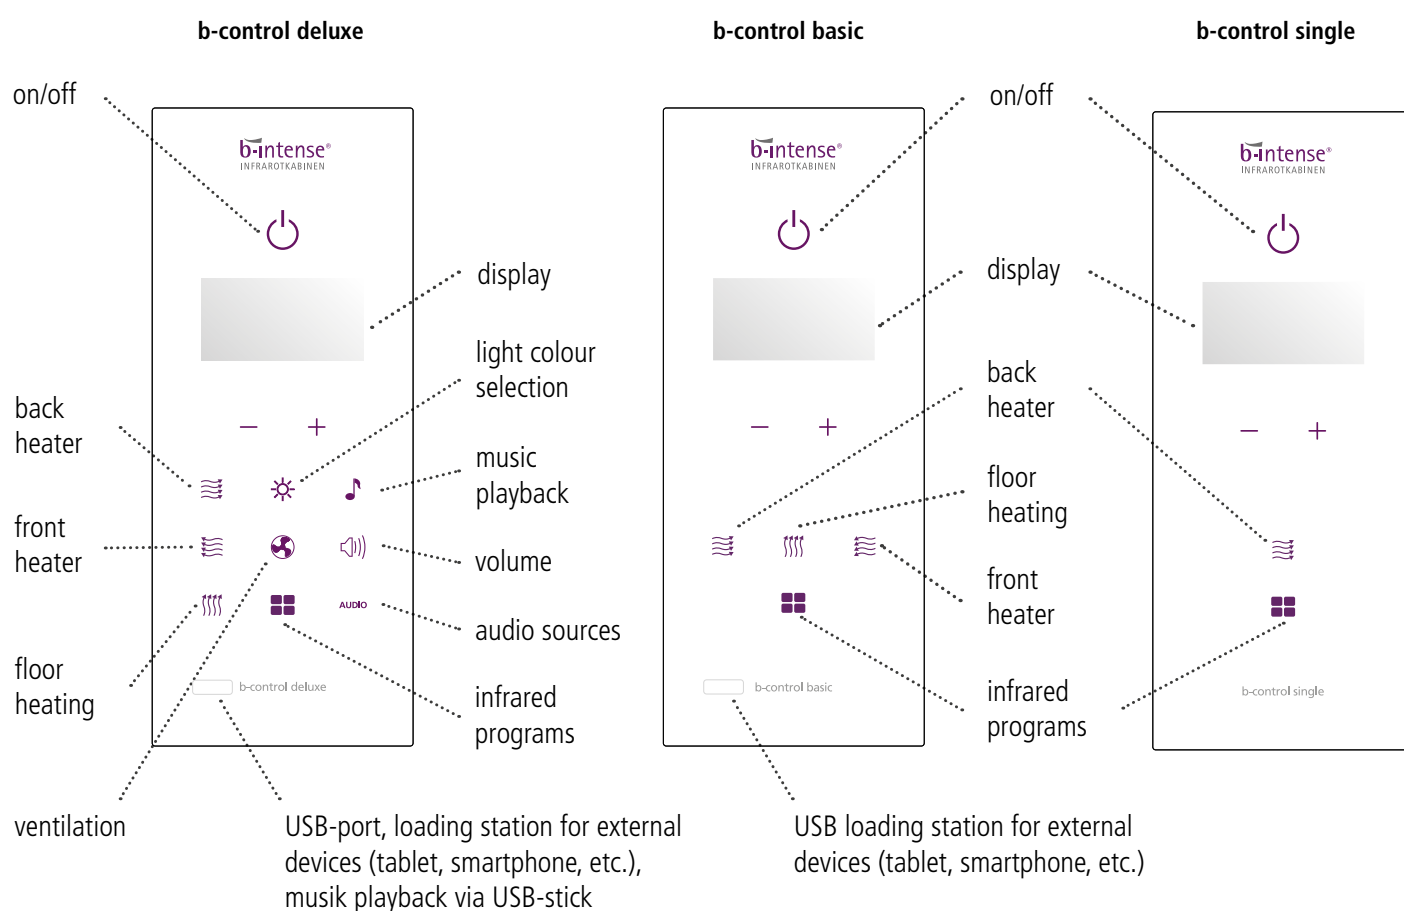 b-control deluxe
b-control basic
b-control single
on/off
b-intense®
INFRAROTKABINEN
display
light colour
selection
back
heater
music
playback
front
heater
volume
AUDIO
audio sources
floor
heating
b-control deluxe
infrared
programs
ventilation
USB-port, loading station for external
devices (tablet, smartphone, etc.),
musik playback via USB-stick
b-intense®
INFRAROTKABINEN
on/off
display
back
heater
floor
heating
front
heater
infrared
programs
b-control basic
USB loading station for external
devices (tablet, smartphone, etc.)
b-intense®
INFRAROTKABINEN
b-control single